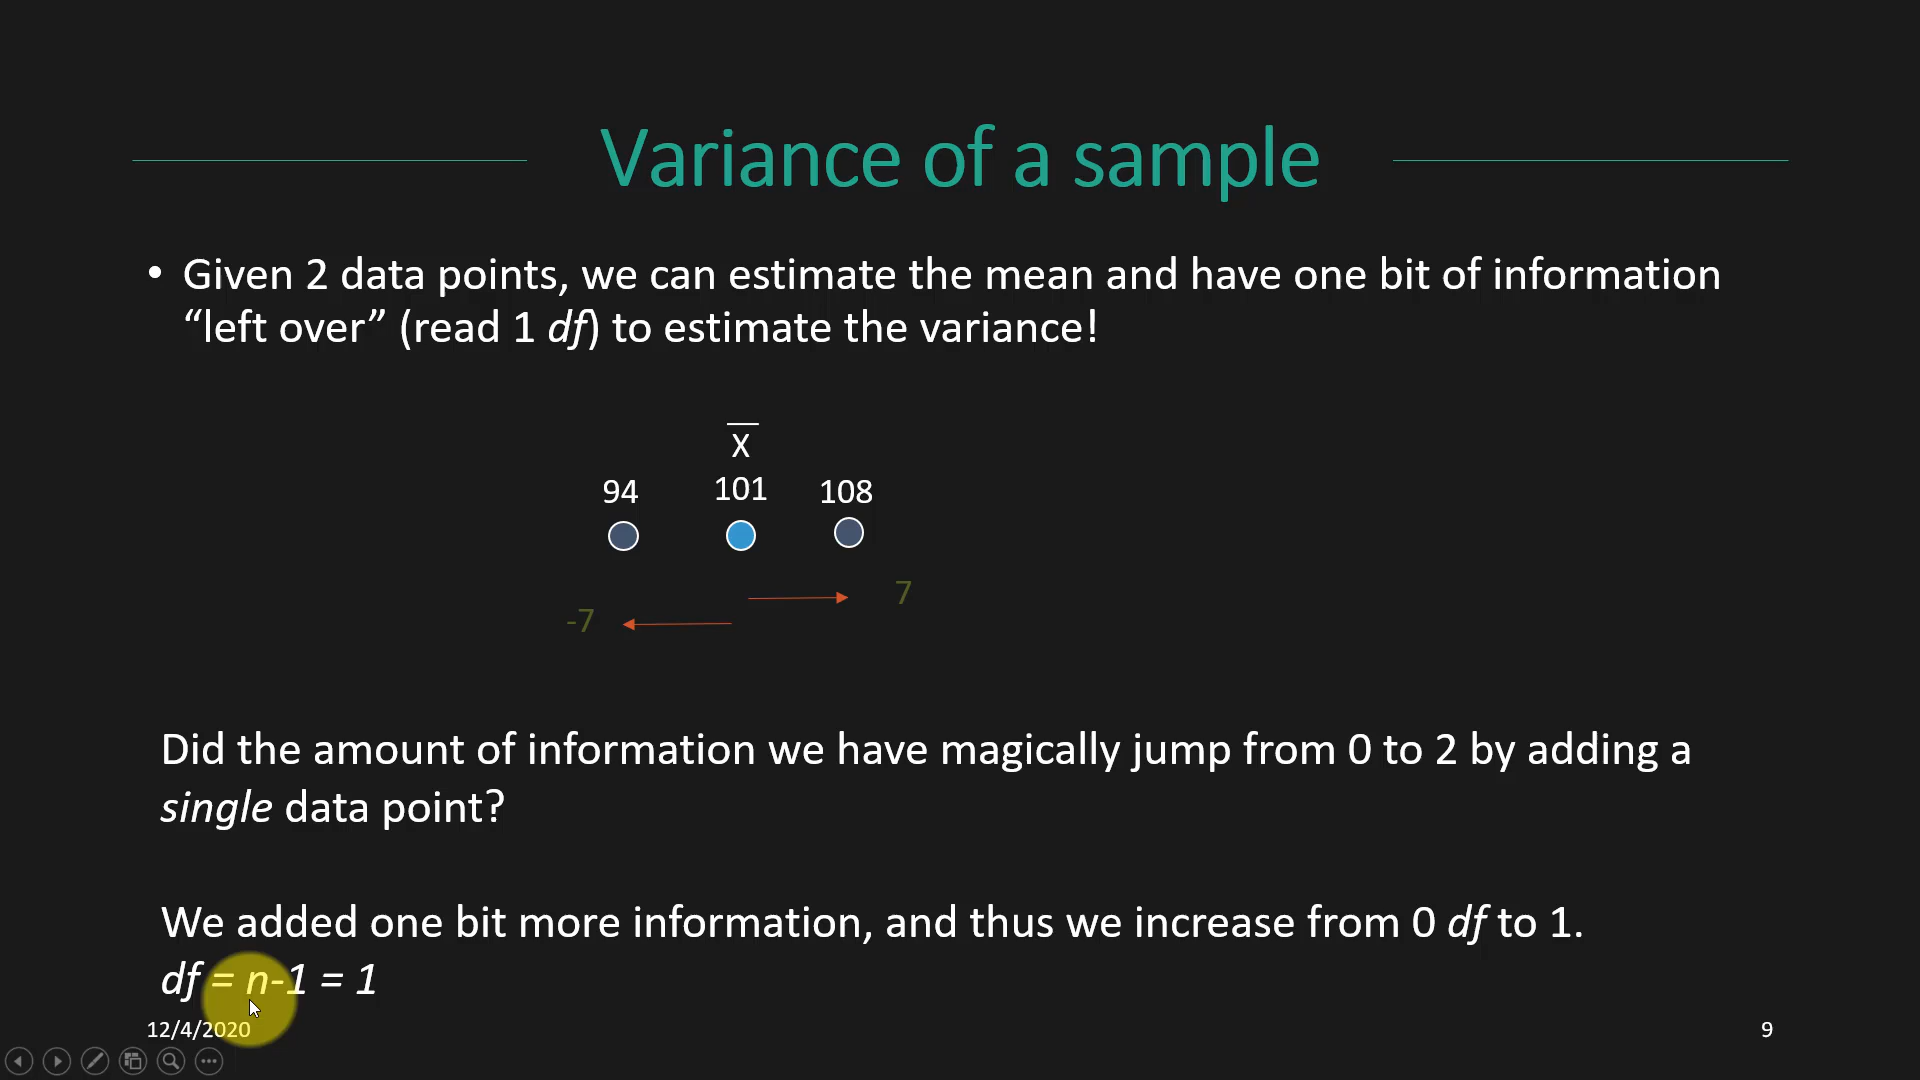 Variance of a sample
• Given 2 data points, we can estimate the mean and have one bit of information
“left over” (read 1 df) to estimate the variance!
X
94 101 108
7
-7
Did the amount of information we have magically jump from 0 to 2 by adding a
single data point?
We added one bit more information, and thus we increase from 0 df to 1.
df = n-1 = 1
12/4/2020
9